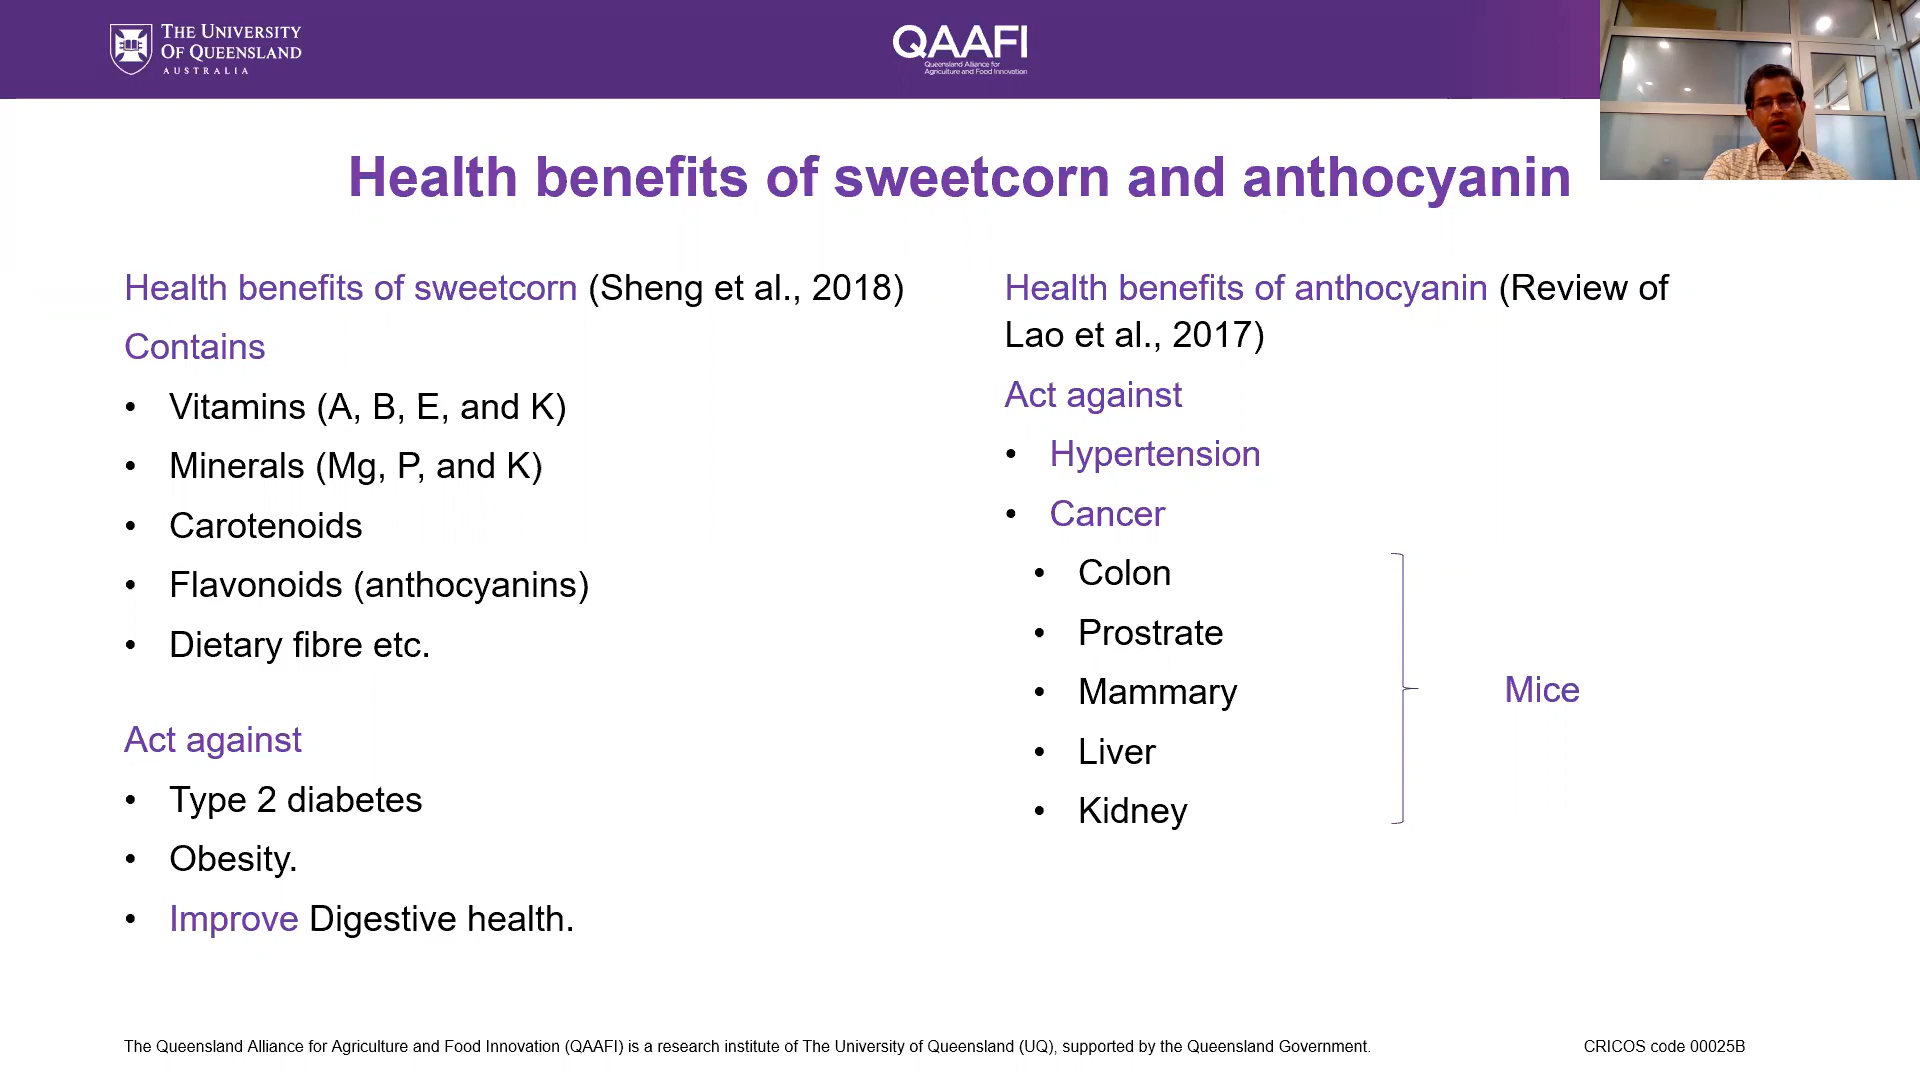 THE UNIVERSITY
OF QUEENSLAND
AUSTRALIA
QAAFI
Queensland Alliance for
Agriculture and Food Innovation
Health benefits of sweetcorn and anthocyanin
Health benefits of sweetcorn (Sheng et al., 2018)
Contains
• Vitamins (A, B, E, and K)
• Minerals (Mg, P, and K)
• Carotenoids
• Flavonoids (anthocyanins)
• Dietary fibre etc.
Act against
• Type 2 diabetes
• Obesity.
• Improve Digestive health.
Health benefits of anthocyanin (Review of
Lao et al., 2017)
Act against
• Hypertension
• Cancer
• Colon
• Prostrate
• Mammary
• Liver
• Kidney
Mice
The Queensland Alliance for Agriculture and Food Innovation (QAAFI) is a research institute of The University of Queensland (UQ), supported by the Queensland Government.
CRICOS code 00025B